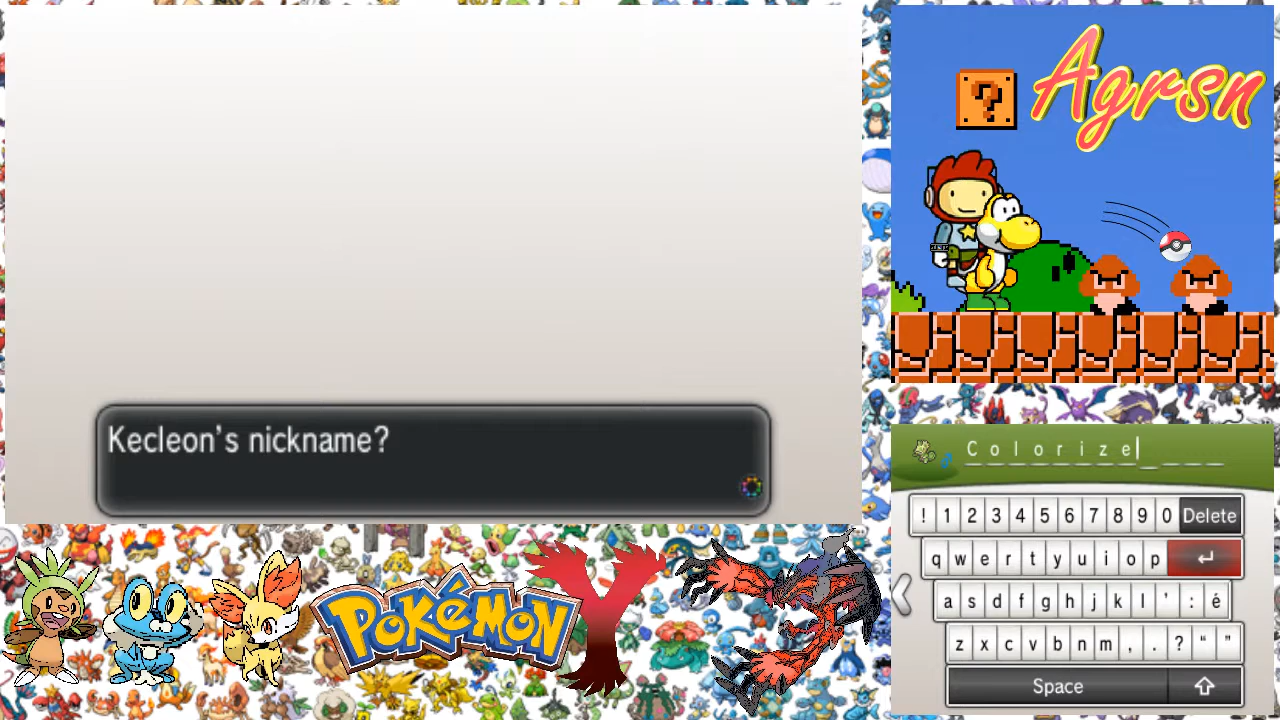 Agrsn
?
Kecleon's nickname?
Colorize
! 1 2 3 4 5 6 7 8 9 0 Delete
q w e r t y u i o p
a s d f g h j k l ' : é
z x c v b n m , . ? “ ”
Space
POKéMON Y